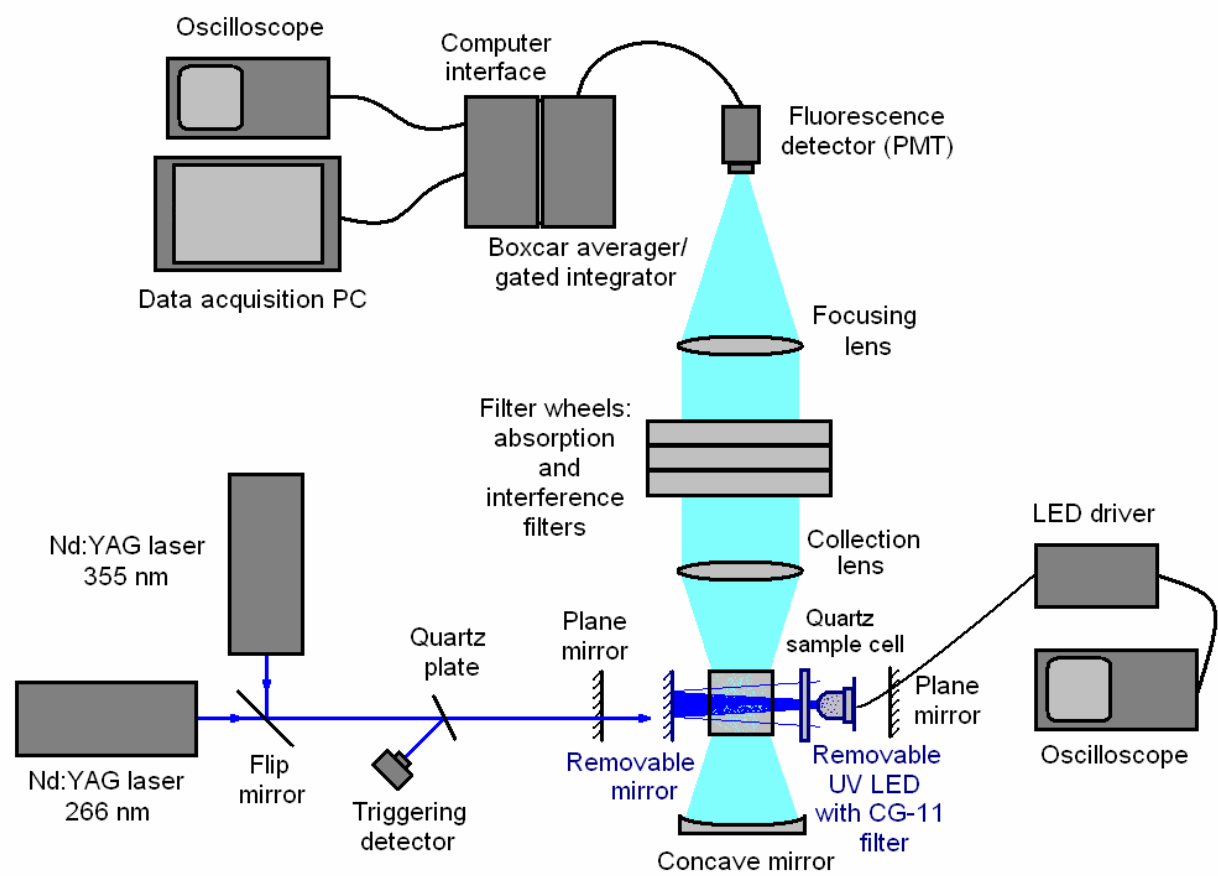 Oscilloscope
Computer
interface
Fluorescence
detector (PMT)
Boxcar averager/
gated integrator
Data acquisition PC
Focusing
lens
Filter wheels:
absorption
and
interference
filters
LED driver
Nd:YAG laser
355 nm
Collection
lens
Quartz
sample cell
Plane
mirror
Quartz
plate
Plane
mirror
Oscilloscope
Nd:YAG laser
266 nm
Flip
mirror
Triggering
detector
Removable
mirror
Removable
UV LED
with CG-11
filter
Concave mirror